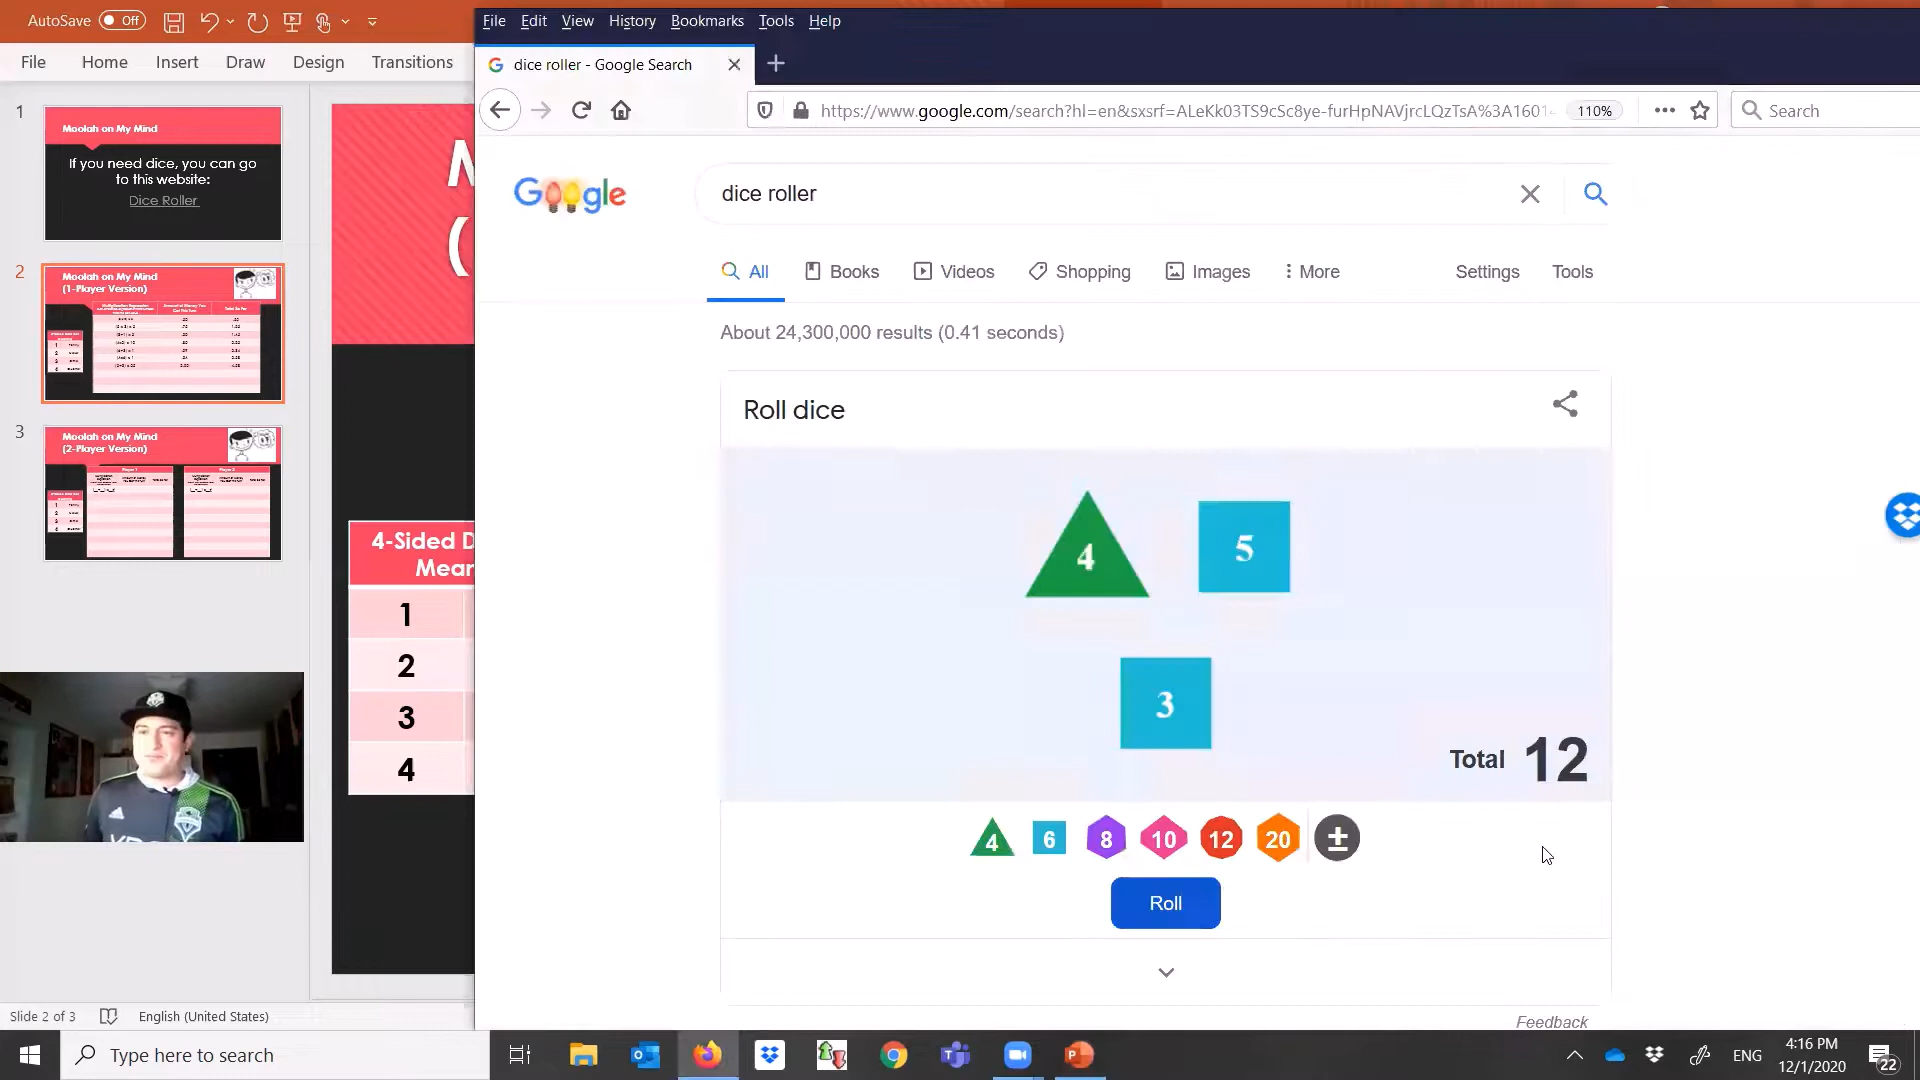 AutoSave Off
File Home Insert Draw Design Transitions
1
Moolah on My Mind
If you need dice, you can go
to this website:
Dice Roller
2
Moolah on My Mind
(1-Player Version)
3
Moolah on My Mind
(2-Player Version)
Player 1
Player 2
M
(
4-Sided D
Mear
1
2
3
4
Slide 2 of 3
English (United States)
File Edit View History Bookmarks Tools Help
dice roller - Google Search
https://www.google.com/search?hl=en&sxsrf=ALeKk03TS9cSc8ye-furHpNAVjrcLQzTsA%3A1601
110%
Search
Google
dice roller
All
Books
Videos
Shopping
Images
More
Settings
Tools
About 24,300,000 results (0.41 seconds)
Roll dice
4
5
3
Total 12
4 6 8 10 12 20 ±
Roll
Feedback
Type here to search
ENG
4:16 PM
12/1/2020
22